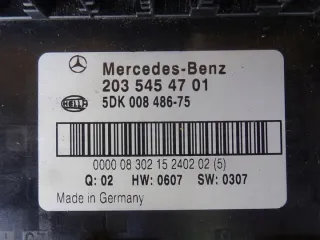 Mercedes-Benz
203 545 47 01
HELLA
5DK 008 486-75
0000 08 302 15 2402 02 (5)
Q: 02 HW: 0607 SW: 0307
Made in Germany